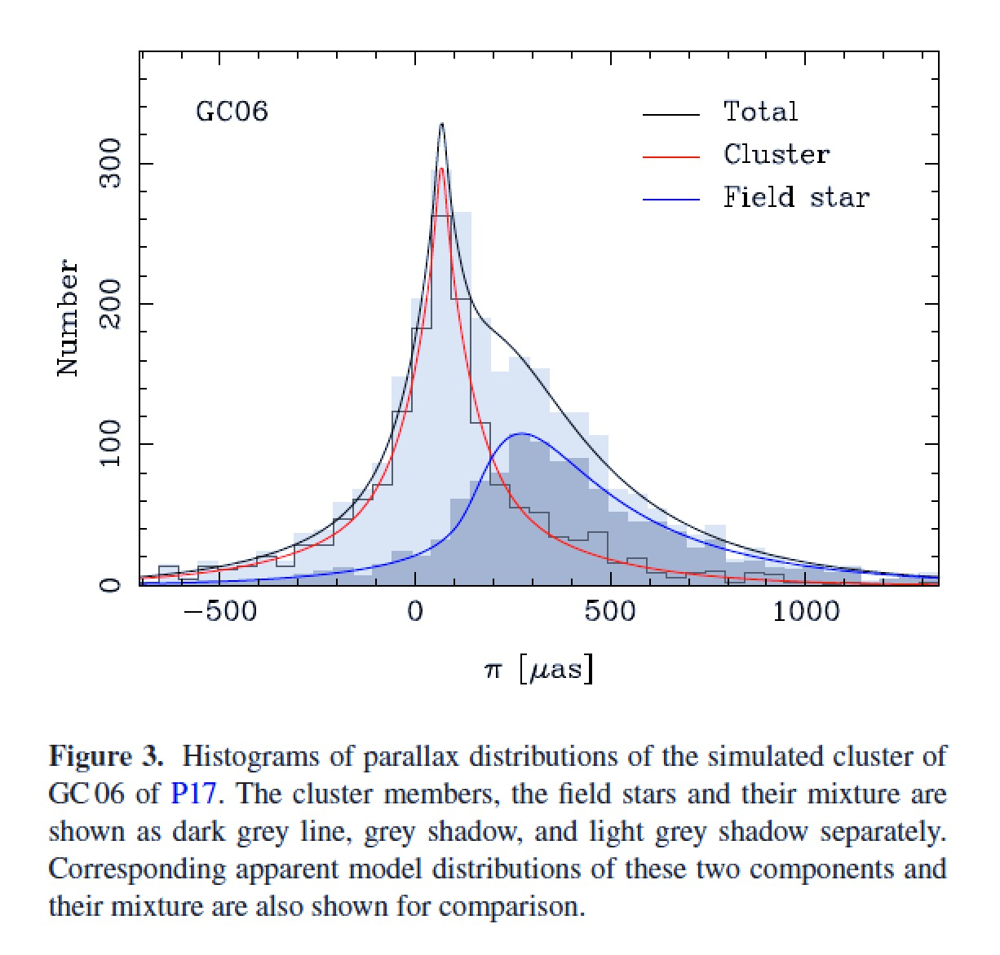 GC06
Total
Cluster
Field star
300
200
100
0
Number
−500 0 500 1000
π [μas]
Figure 3. Histograms of parallax distributions of the simulated cluster of
GC 06 of P17. The cluster members, the field stars and their mixture are
shown as dark grey line, grey shadow, and light grey shadow separately.
Corresponding apparent model distributions of these two components and
their mixture are also shown for comparison.